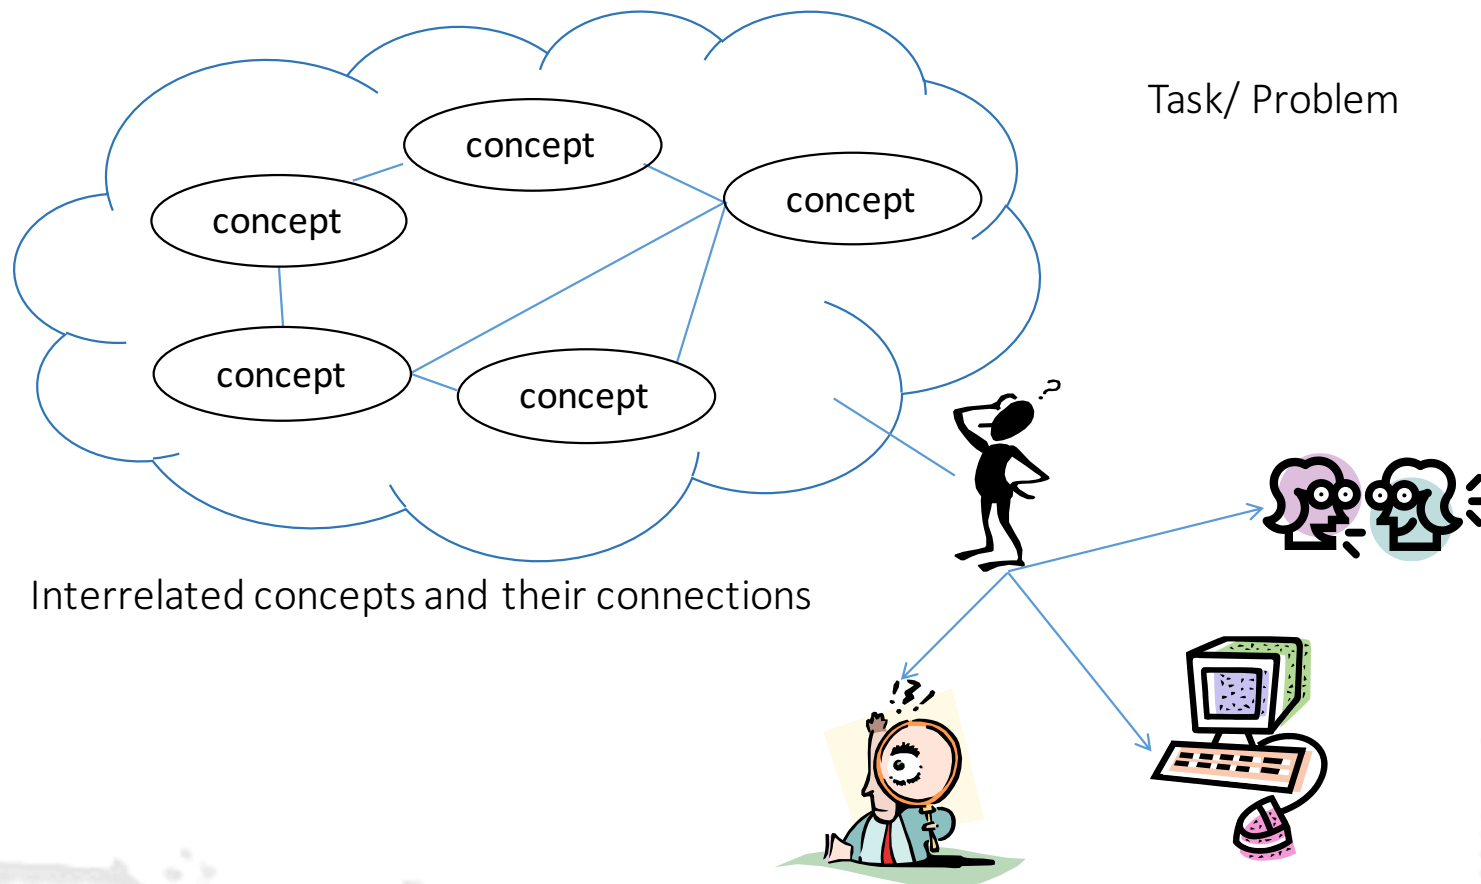 Task/ Problem
concept
concept
concept
concept
concept
Interrelated concepts and their connections